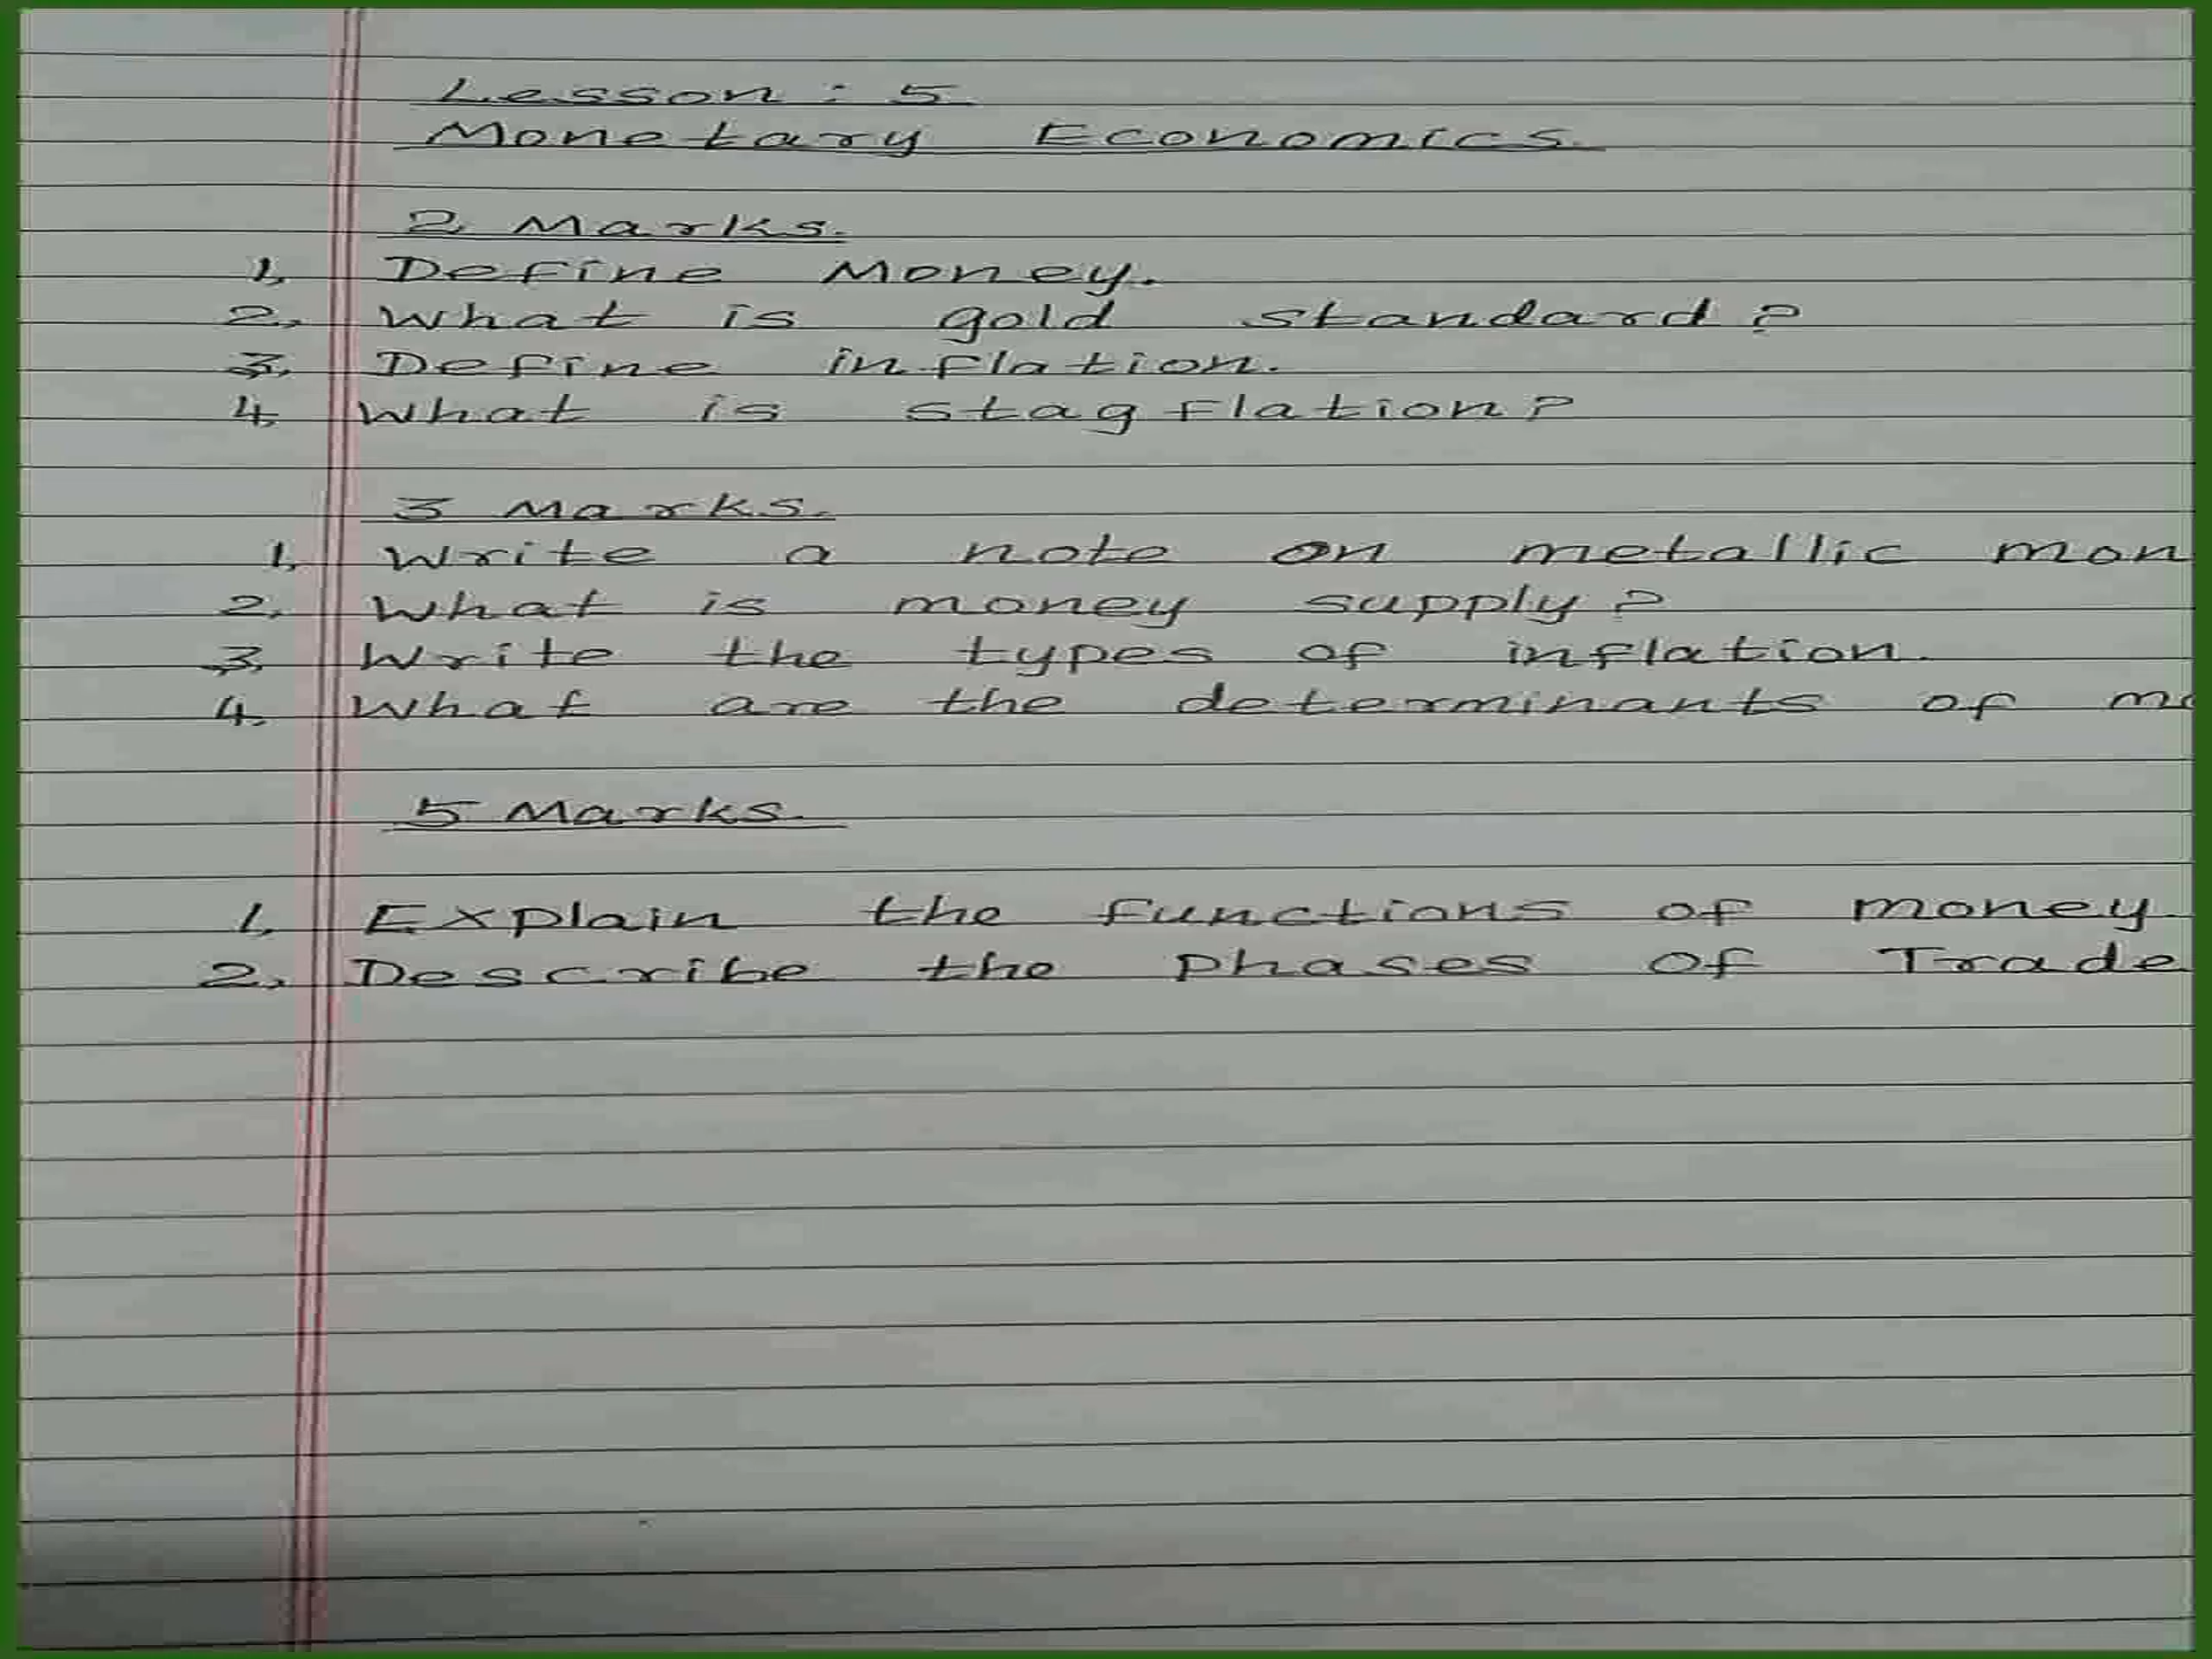 Lesson : 5
Monetary Economics.
2 Marks.
1. Define Money.
2. What is gold standard?
3. Define inflation.
4. What is stagflation?
3 Marks.
1. Write a note on metallic mon
2. What is money supply?
3. Write the types of inflation.
4. What are the determinants of
5 Marks.
1. Explain the functions of money
2. Describe the Phases of Trade